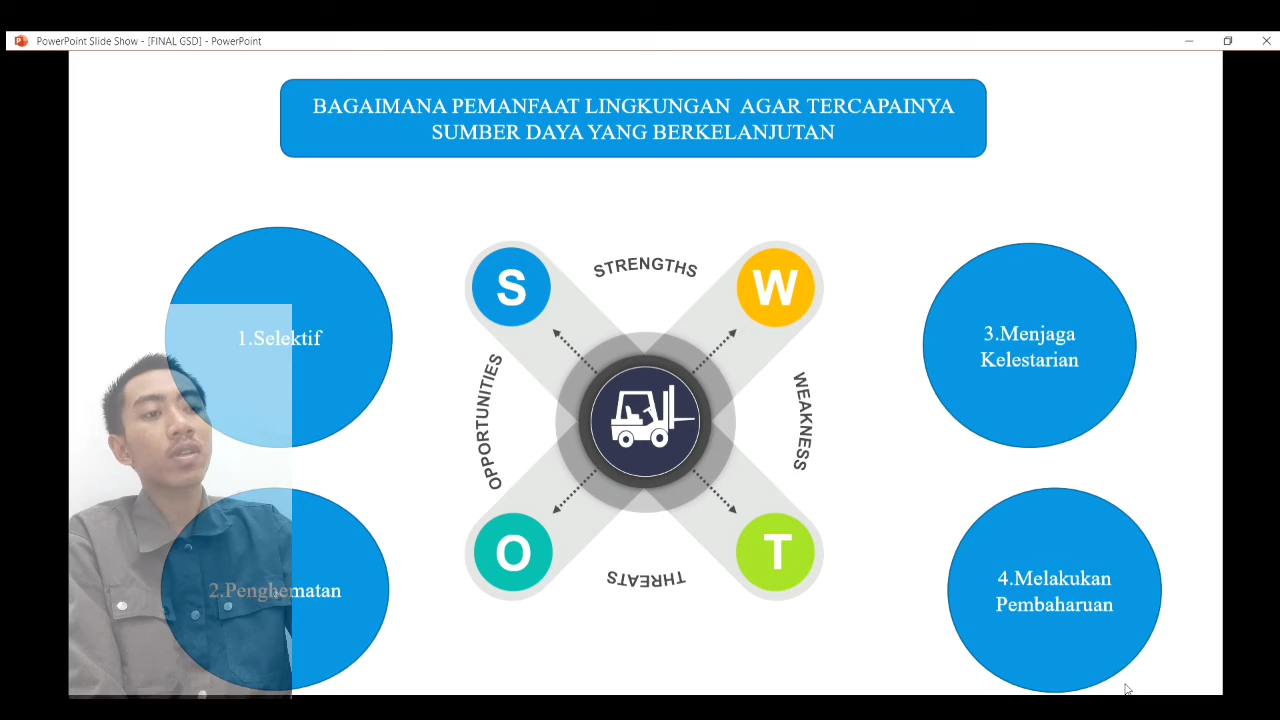 PowerPoint Slide Show - [FINAL GSD] - PowerPoint
BAGAIMANA PEMANFAAT LINGKUNGAN AGAR TERCAPAINYA
SUMBER DAYA YANG BERKELANJUTAN
1.Selektif
2.Penghematan
S
STRENGTHS
W
OPPORTUNITIES
WEAKNESS
O
THREATS
T
3.Menjaga
Kelestarian
4.Melakukan
Pembaharuan